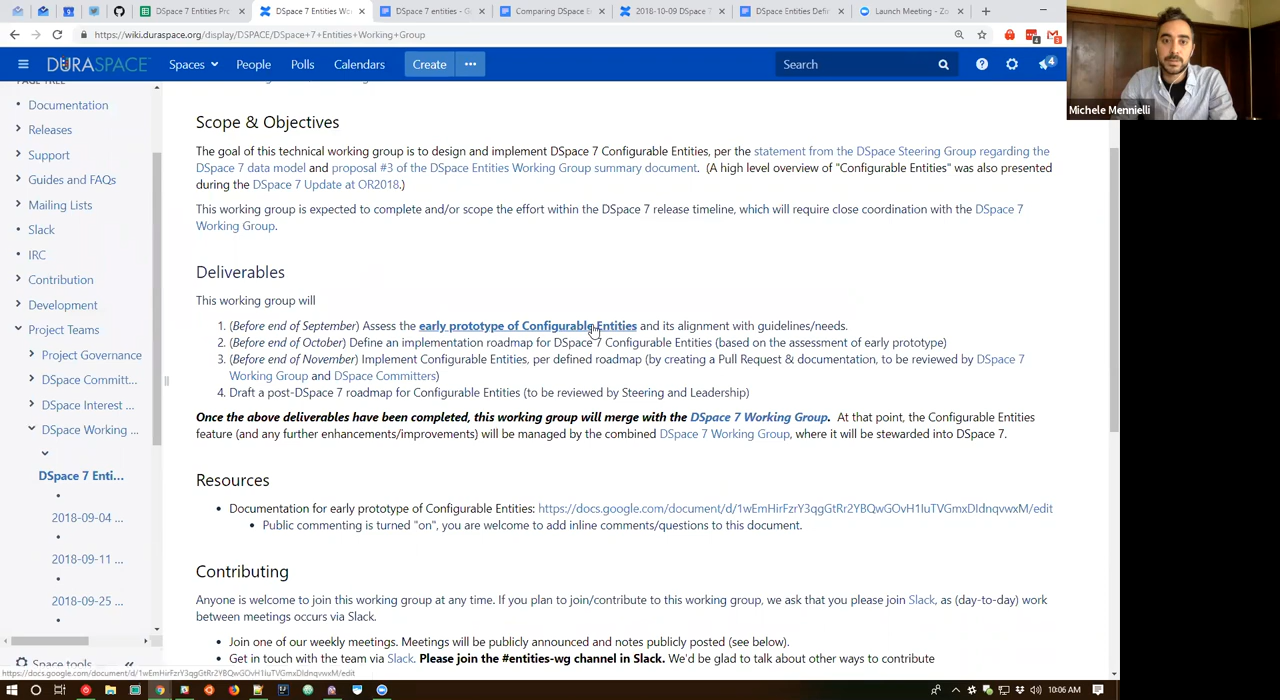 DSpace 7 Entities Pro
DSpace 7 Entities Wo
DSpace 7 entities - G
Comparing DSpace E
2018-10-09 DSpace 7
DSpace Entities Defi
Launch Meeting - Zo
https://wiki.duraspace.org/display/DSPACE/DSpace+7+Entities+Working+Group
DURASPACE Spaces People Polls Calendars Create ••• Search 4
Michele Mennielli
PAGE TREE
Documentation
Releases
Support
Guides and FAQs
Mailing Lists
Slack
IRC
Contribution
Development
Project Teams
Project Governance
DSpace Committ...
DSpace Interest ...
DSpace Working ...
DSpace 7 Enti...
2018-09-04 ...
2018-09-11 ...
2018-09-25 ...
Space tools
Scope & Objectives
The goal of this technical working group is to design and implement DSpace 7 Configurable Entities, per the statement from the DSpace Steering Group regarding the
DSpace 7 data model and proposal #3 of the DSpace Entities Working Group summary document. (A high level overview of "Configurable Entities" was also presented
during the DSpace 7 Update at OR2018.)
This working group is expected to complete and/or scope the effort within the DSpace 7 release timeline, which will require close coordination with the DSpace 7
Working Group.
Deliverables
This working group will
1. (Before end of September) Assess the early prototype of Configurable Entities and its alignment with guidelines/needs.
2. (Before end of October) Define an implementation roadmap for DSpace 7 Configurable Entities (based on the assessment of early prototype)
3. (Before end of November) Implement Configurable Entities, per defined roadmap (by creating a Pull Request & documentation, to be reviewed by DSpace 7
Working Group and DSpace Committers)
4. Draft a post-DSpace 7 roadmap for Configurable Entities (to be reviewed by Steering and Leadership)
Once the above deliverables have been completed, this working group will merge with the DSpace 7 Working Group. At that point, the Configurable Entities
feature (and any further enhancements/improvements) will be managed by the combined DSpace 7 Working Group, where it will be stewarded into DSpace 7.
Resources
• Documentation for early prototype of Configurable Entities: https://docs.google.com/document/d/1wEmHirFzrY3qgGtRr2YBQwGOvH1IuTVGmxDIdnqvwxM/edit
• Public commenting is turned "on", you are welcome to add inline comments/questions to this document.
Contributing
Anyone is welcome to join this working group at any time. If you plan to join/contribute to this working group, we ask that you please join Slack, as (day-to-day) work
between meetings occurs via Slack.
• Join one of our weekly meetings. Meetings will be publicly announced and notes publicly posted (see below).
• Get in touch with the team via Slack. Please join the #entities-wg channel in Slack. We'd be glad to talk about other ways to contribute
https://docs.google.com/document/d/1wEmHirFzrY3qgGtRr2YBQwGOvH1IuTVGmxDIdnqvwxM/edit
10:06 AM